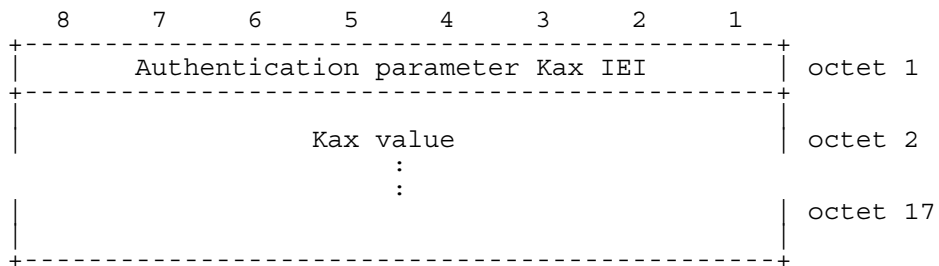 8 7 6 5 4 3 2 1
Authentication parameter Kax IEI octet 1
Kax value octet 2
:
:
octet 17